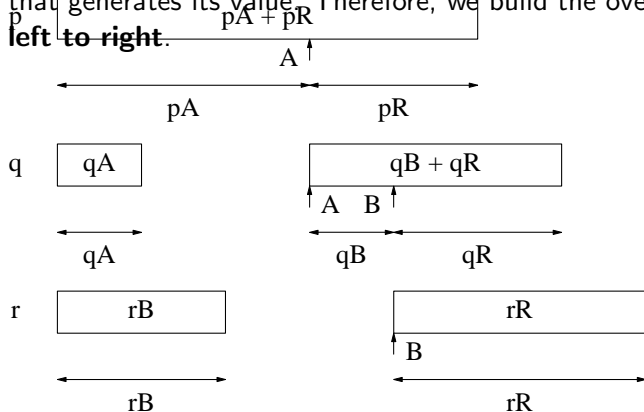 that generates its value. Therefore, we build the ove
p pA + pR
left to right.
A
pA pR
q qA qB + qR
A B
qA qB qR
r rB rR
B
rB rR